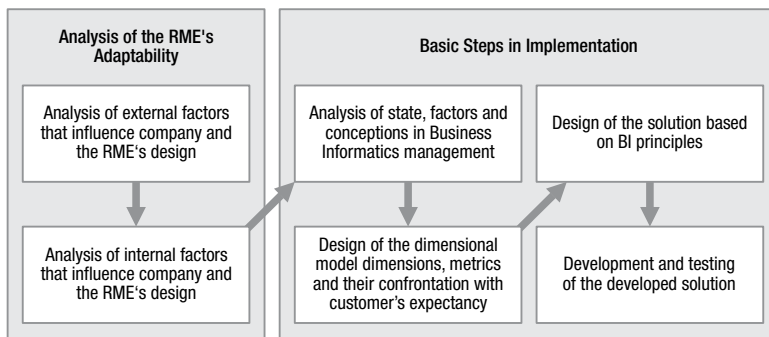 Analysis of the RME's
Adaptability
Analysis of external factors
that influence company and
the RME‘s design
Analysis of internal factors
that influence company and
the RME‘s design
Basic Steps in Implementation
Analysis of state, factors and
conceptions in Business
Informatics management
Design of the dimensional
model dimensions, metrics
and their confrontation with
customer’s expectancy
Design of the solution based
on BI principles
Development and testing
of the developed solution